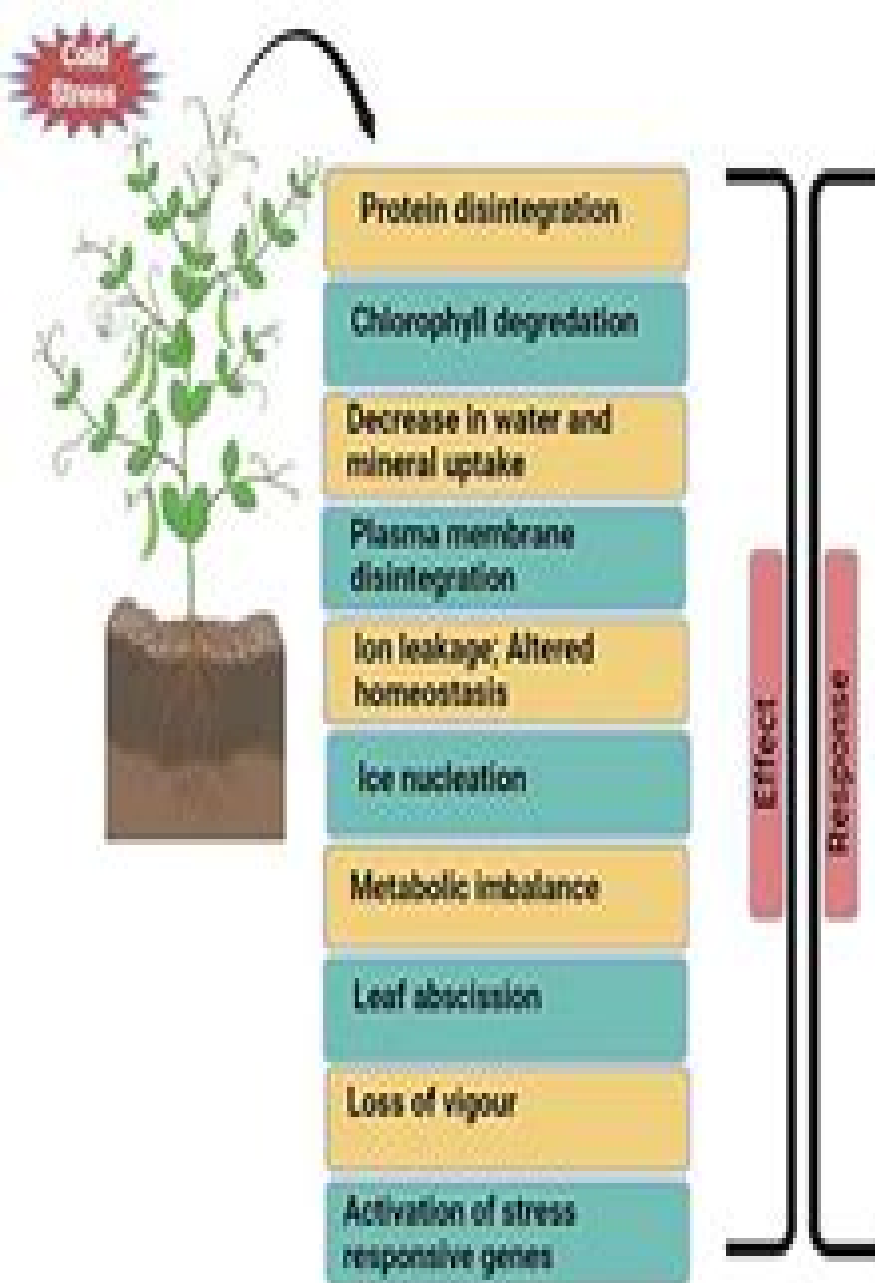 Cold
Stress
Protein disintegration
Chlorophyll degredation
Decrease in water and
mineral uptake
Plasma membrane
disintegration
Ion leakage; Altered
homeostasis
Ice nucleation
Metabolic imbalance
Leaf abscission
Loss of vigour
Activation of stress
responsive genes
Effect
Response